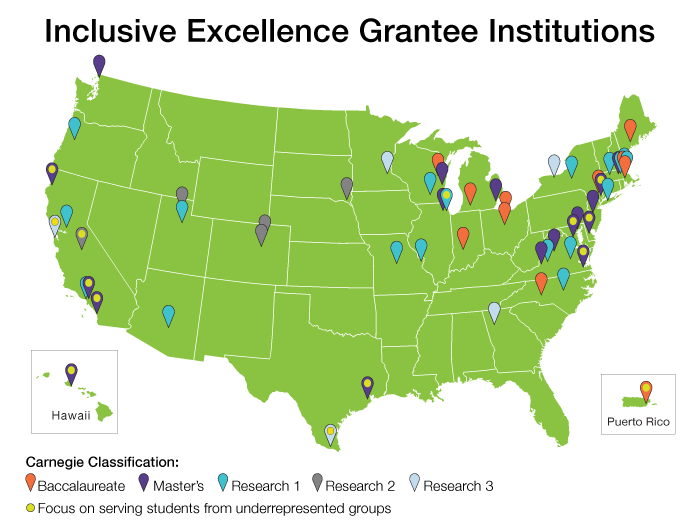 Inclusive Excellence Grantee Institutions
Hawaii
Puerto Rico
Carnegie Classification:
Baccalaureate Master's Research 1 Research 2 Research 3
Focus on serving students from underrepresented groups